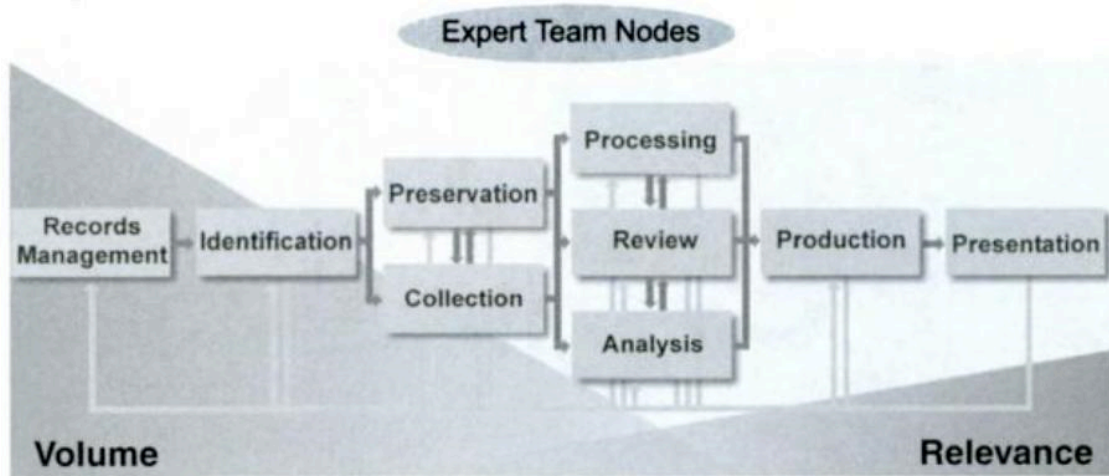 Expert Team Nodes
Records
Management
Identification
Preservation
Collection
Processing
Review
Analysis
Production
Presentation
Volume
Relevance